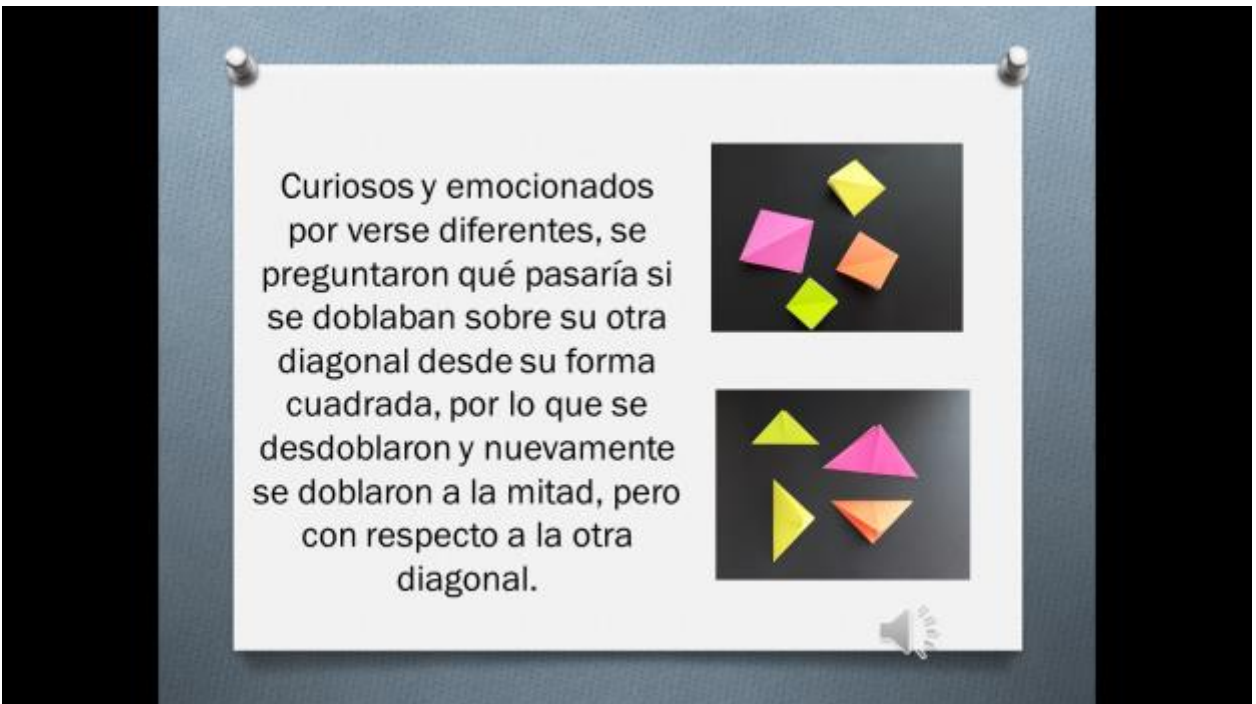 Curiosos y emocionados
por verse diferentes, se
preguntaron qué pasaría si
se doblaban sobre su otra
diagonal desde su forma
cuadrada, por lo que se
desdoblaron y nuevamente
se doblaron a la mitad, pero
con respecto a la otra
diagonal.